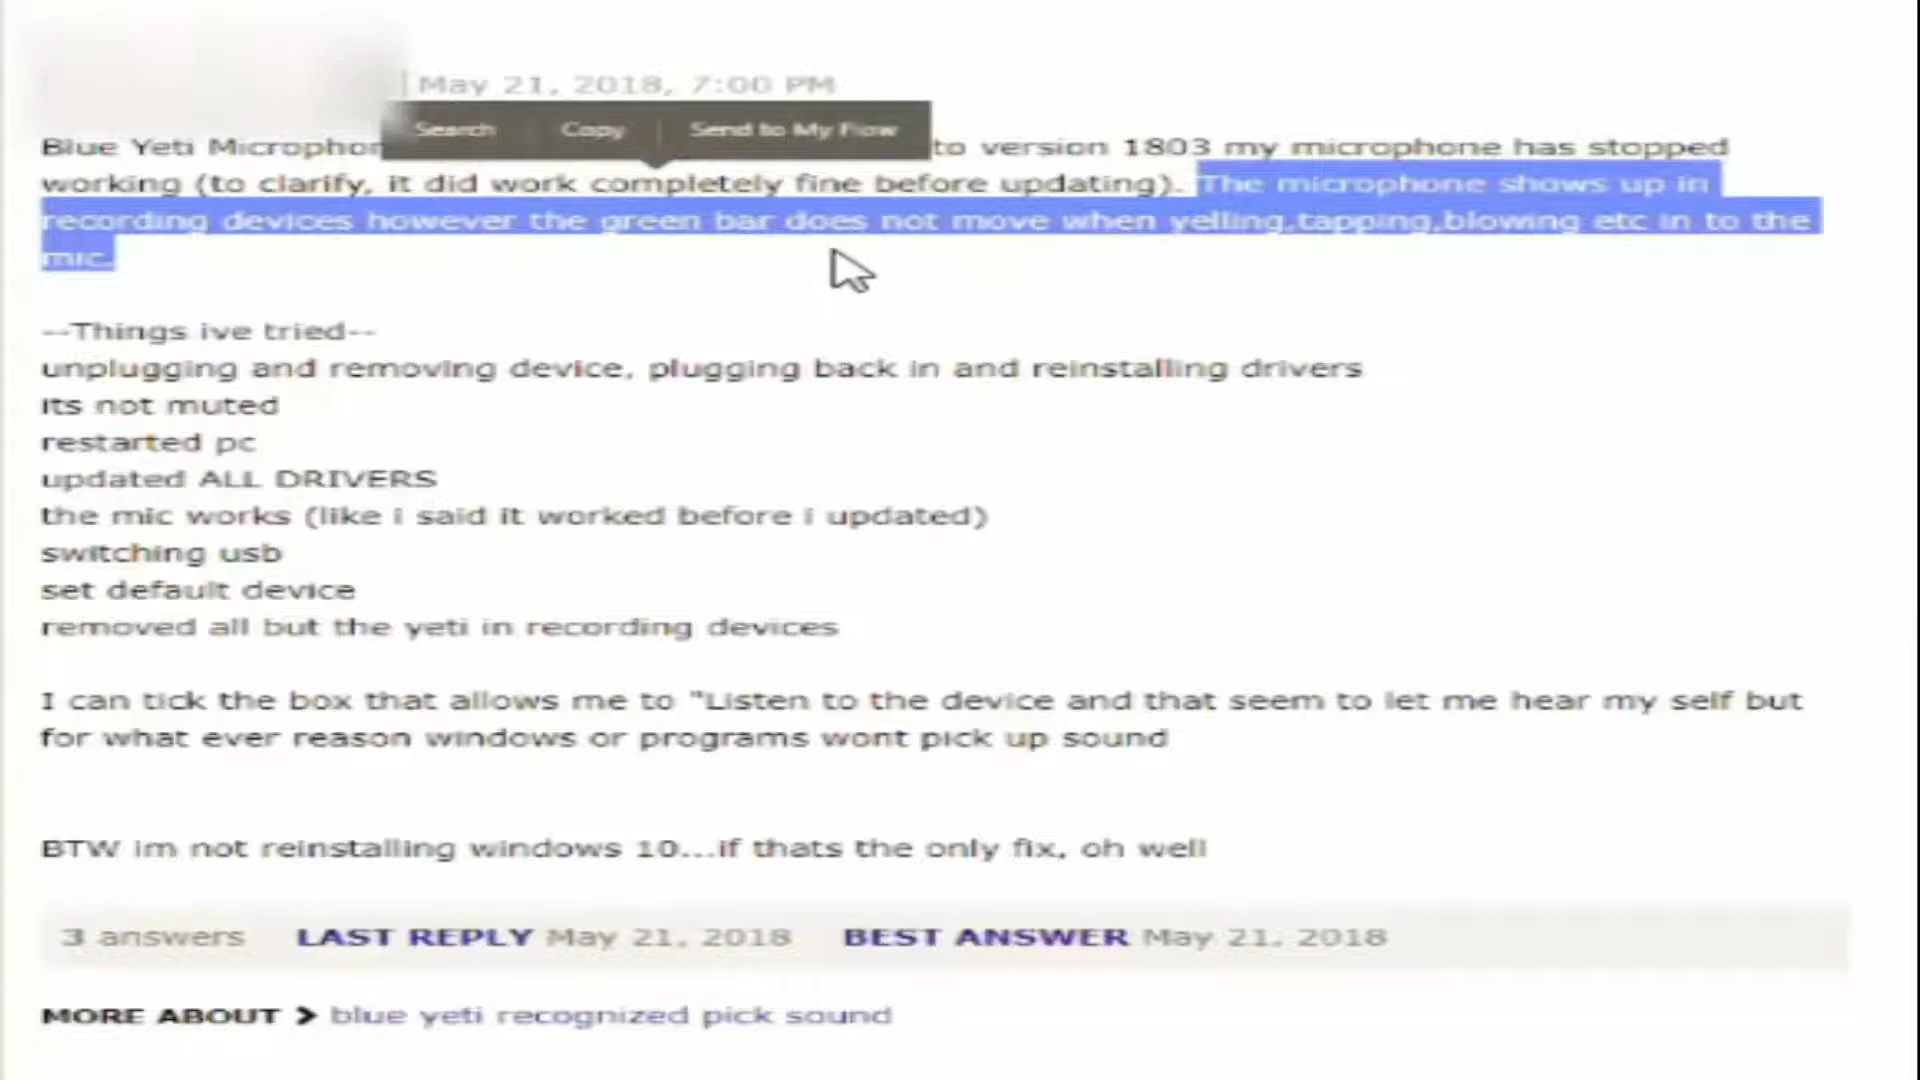 May 21, 2018, 7:00 PM
Search Copy Send to My Flow
Blue Yeti Microphon to version 1803 my microphone has stopped
working (to clarify, it did work completely fine before updating). The microphone shows up in
recording devices however the green bar does not move when yelling,tapping,blowing etc in to the
mic.
--Things ive tried--
unplugging and removing device, plugging back in and reinstalling drivers
its not muted
restarted pc
updated ALL DRIVERS
the mic works (like i said it worked before i updated)
switching usb
set default device
removed all but the yeti in recording devices
I can tick the box that allows me to "Listen to the device and that seem to let me hear my self but
for what ever reason windows or programs wont pick up sound
BTW im not reinstalling windows 10...if thats the only fix, oh well
3 answers LAST REPLY May 21, 2018 BEST ANSWER May 21, 2018
MORE ABOUT > blue yeti recognized pick sound